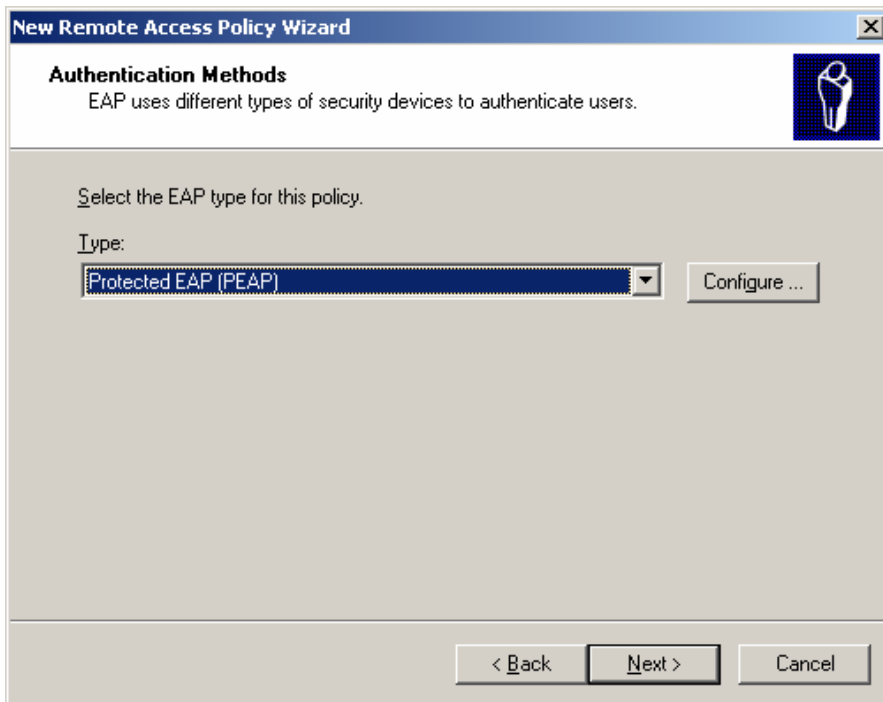 New Remote Access Policy Wizard
Authentication Methods
EAP uses different types of security devices to authenticate users.
Select the EAP type for this policy.
Type:
Protected EAP (PEAP)
Configure ...
< Back
Next >
Cancel